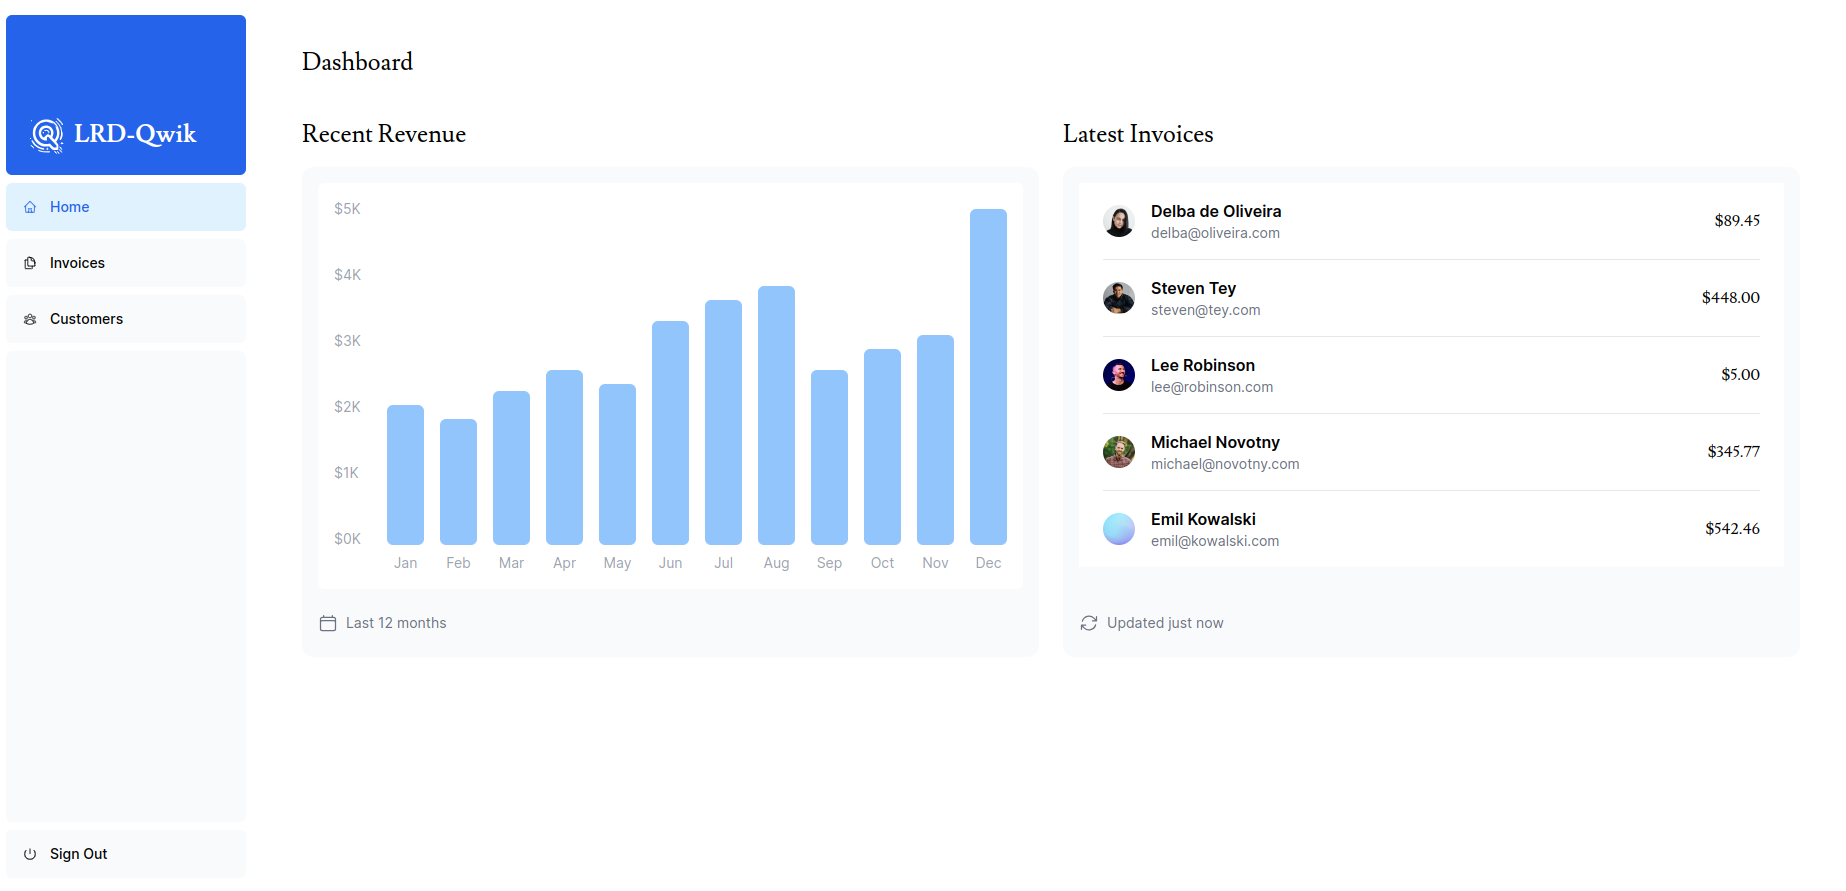 LRD-Qwik
Home
Invoices
Customers
Sign Out
Dashboard
Recent Revenue
$5K
$4K
$3K
$2K
$1K
$0K
Jan Feb Mar Apr May Jun Jul Aug Sep Oct Nov Dec
Last 12 months
Latest Invoices
Delba de Oliveira
delba@oliveira.com
$89.45
Steven Tey
steven@tey.com
$448.00
Lee Robinson
lee@robinson.com
$5.00
Michael Novotny
michael@novotny.com
$345.77
Emil Kowalski
emil@kowalski.com
$542.46
Updated just now